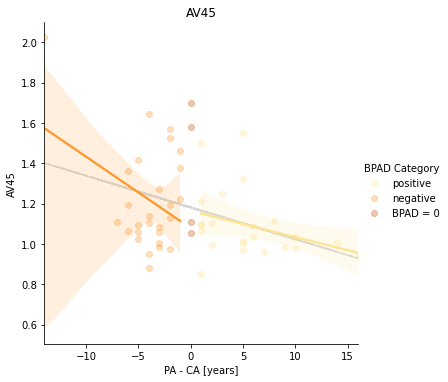 AV45
2.0
1.8
1.6
1.4
1.2
1.0
0.8
0.6
AV45
−10
−5
0
5
10
15
PA - CA [years]
BPAD Category
positive
negative
BPAD = 0